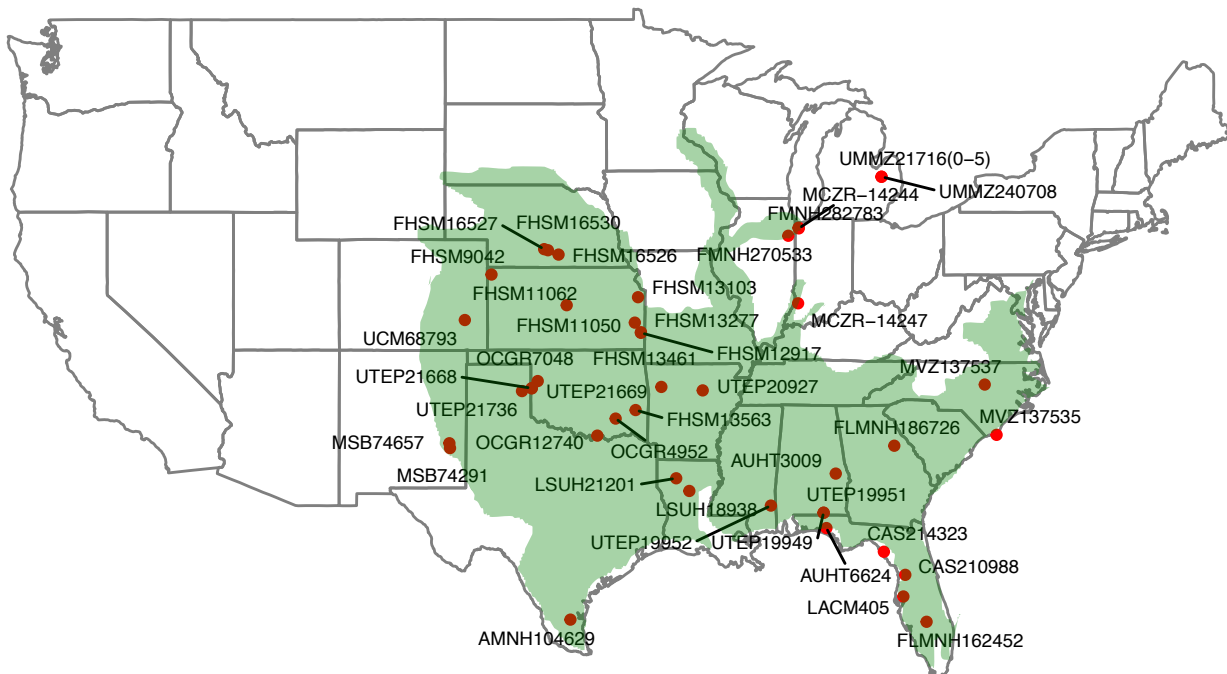 UMMZ21716(0−5)
UMMZ240708
MCZR−14244
FMNH282783
FHSM16530
FHSM16527
FHSM9042
FHSM16526
FMNH270533
FHSM11062
FHSM13103
MCZR−14247
FHSM11050
FHSM13277
UCM68793
FHSM12917
OCGR7048
FHSM13461
MVZ137537
UTEP21668
UTEP21669
UTEP20927
UTEP21736
FHSM13563
MVZ137535
FLMNH186726
MSB74657
OCGR12740
OCGR4952
AUHT3009
MSB74291
LSUH21201
UTEP19951
LSUH18938
CAS214323
UTEP19952
UTEP19949
CAS210988
AUHT6624
LACM405
AMNH104629
FLMNH162452